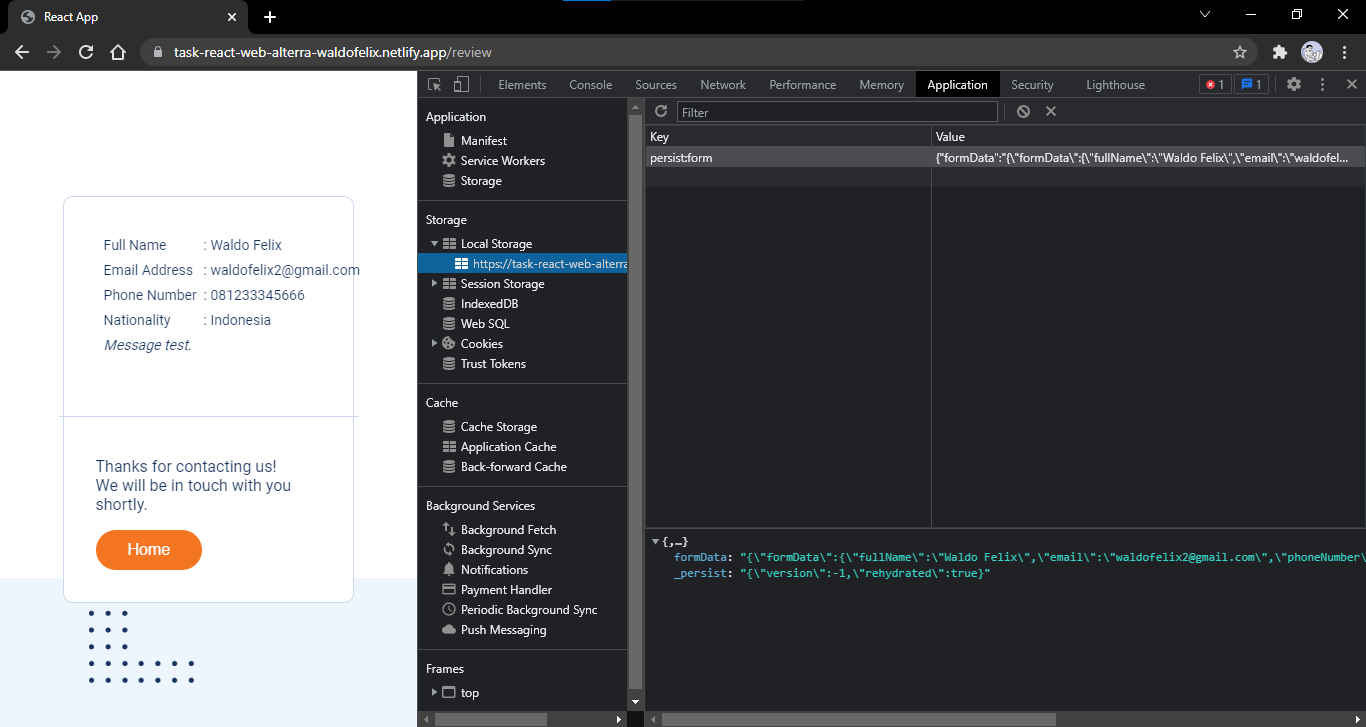 React App
task-react-web-alterra-waldofelix.netlify.app/review
Full Name : Waldo Felix
Email Address : waldofelix2@gmail.com
Phone Number : 081233345666
Nationality : Indonesia
Message test.
Thanks for contacting us!
We will be in touch with you
shortly.
Home
Elements Console Sources Network Performance Memory Application Security Lighthouse 1 1
Application
Manifest
Service Workers
Storage
Storage
Local Storage
https://task-react-web-alterra
Session Storage
IndexedDB
Web SQL
Cookies
Trust Tokens
Cache
Cache Storage
Application Cache
Back-forward Cache
Background Services
Background Fetch
Background Sync
Notifications
Payment Handler
Periodic Background Sync
Push Messaging
Frames
top
Filter
Key Value
persist:form {"formData":"{\"formData\":{\"fullName\":\"Waldo Felix\",\"email\":\"waldofel...
{,…}
formData: "{\"formData\":{\"fullName\":\"Waldo Felix\",\"email\":\"waldofelix2@gmail.com\",\"phoneNumber\
_persist: "{\"version\":-1,\"rehydrated\":true}"